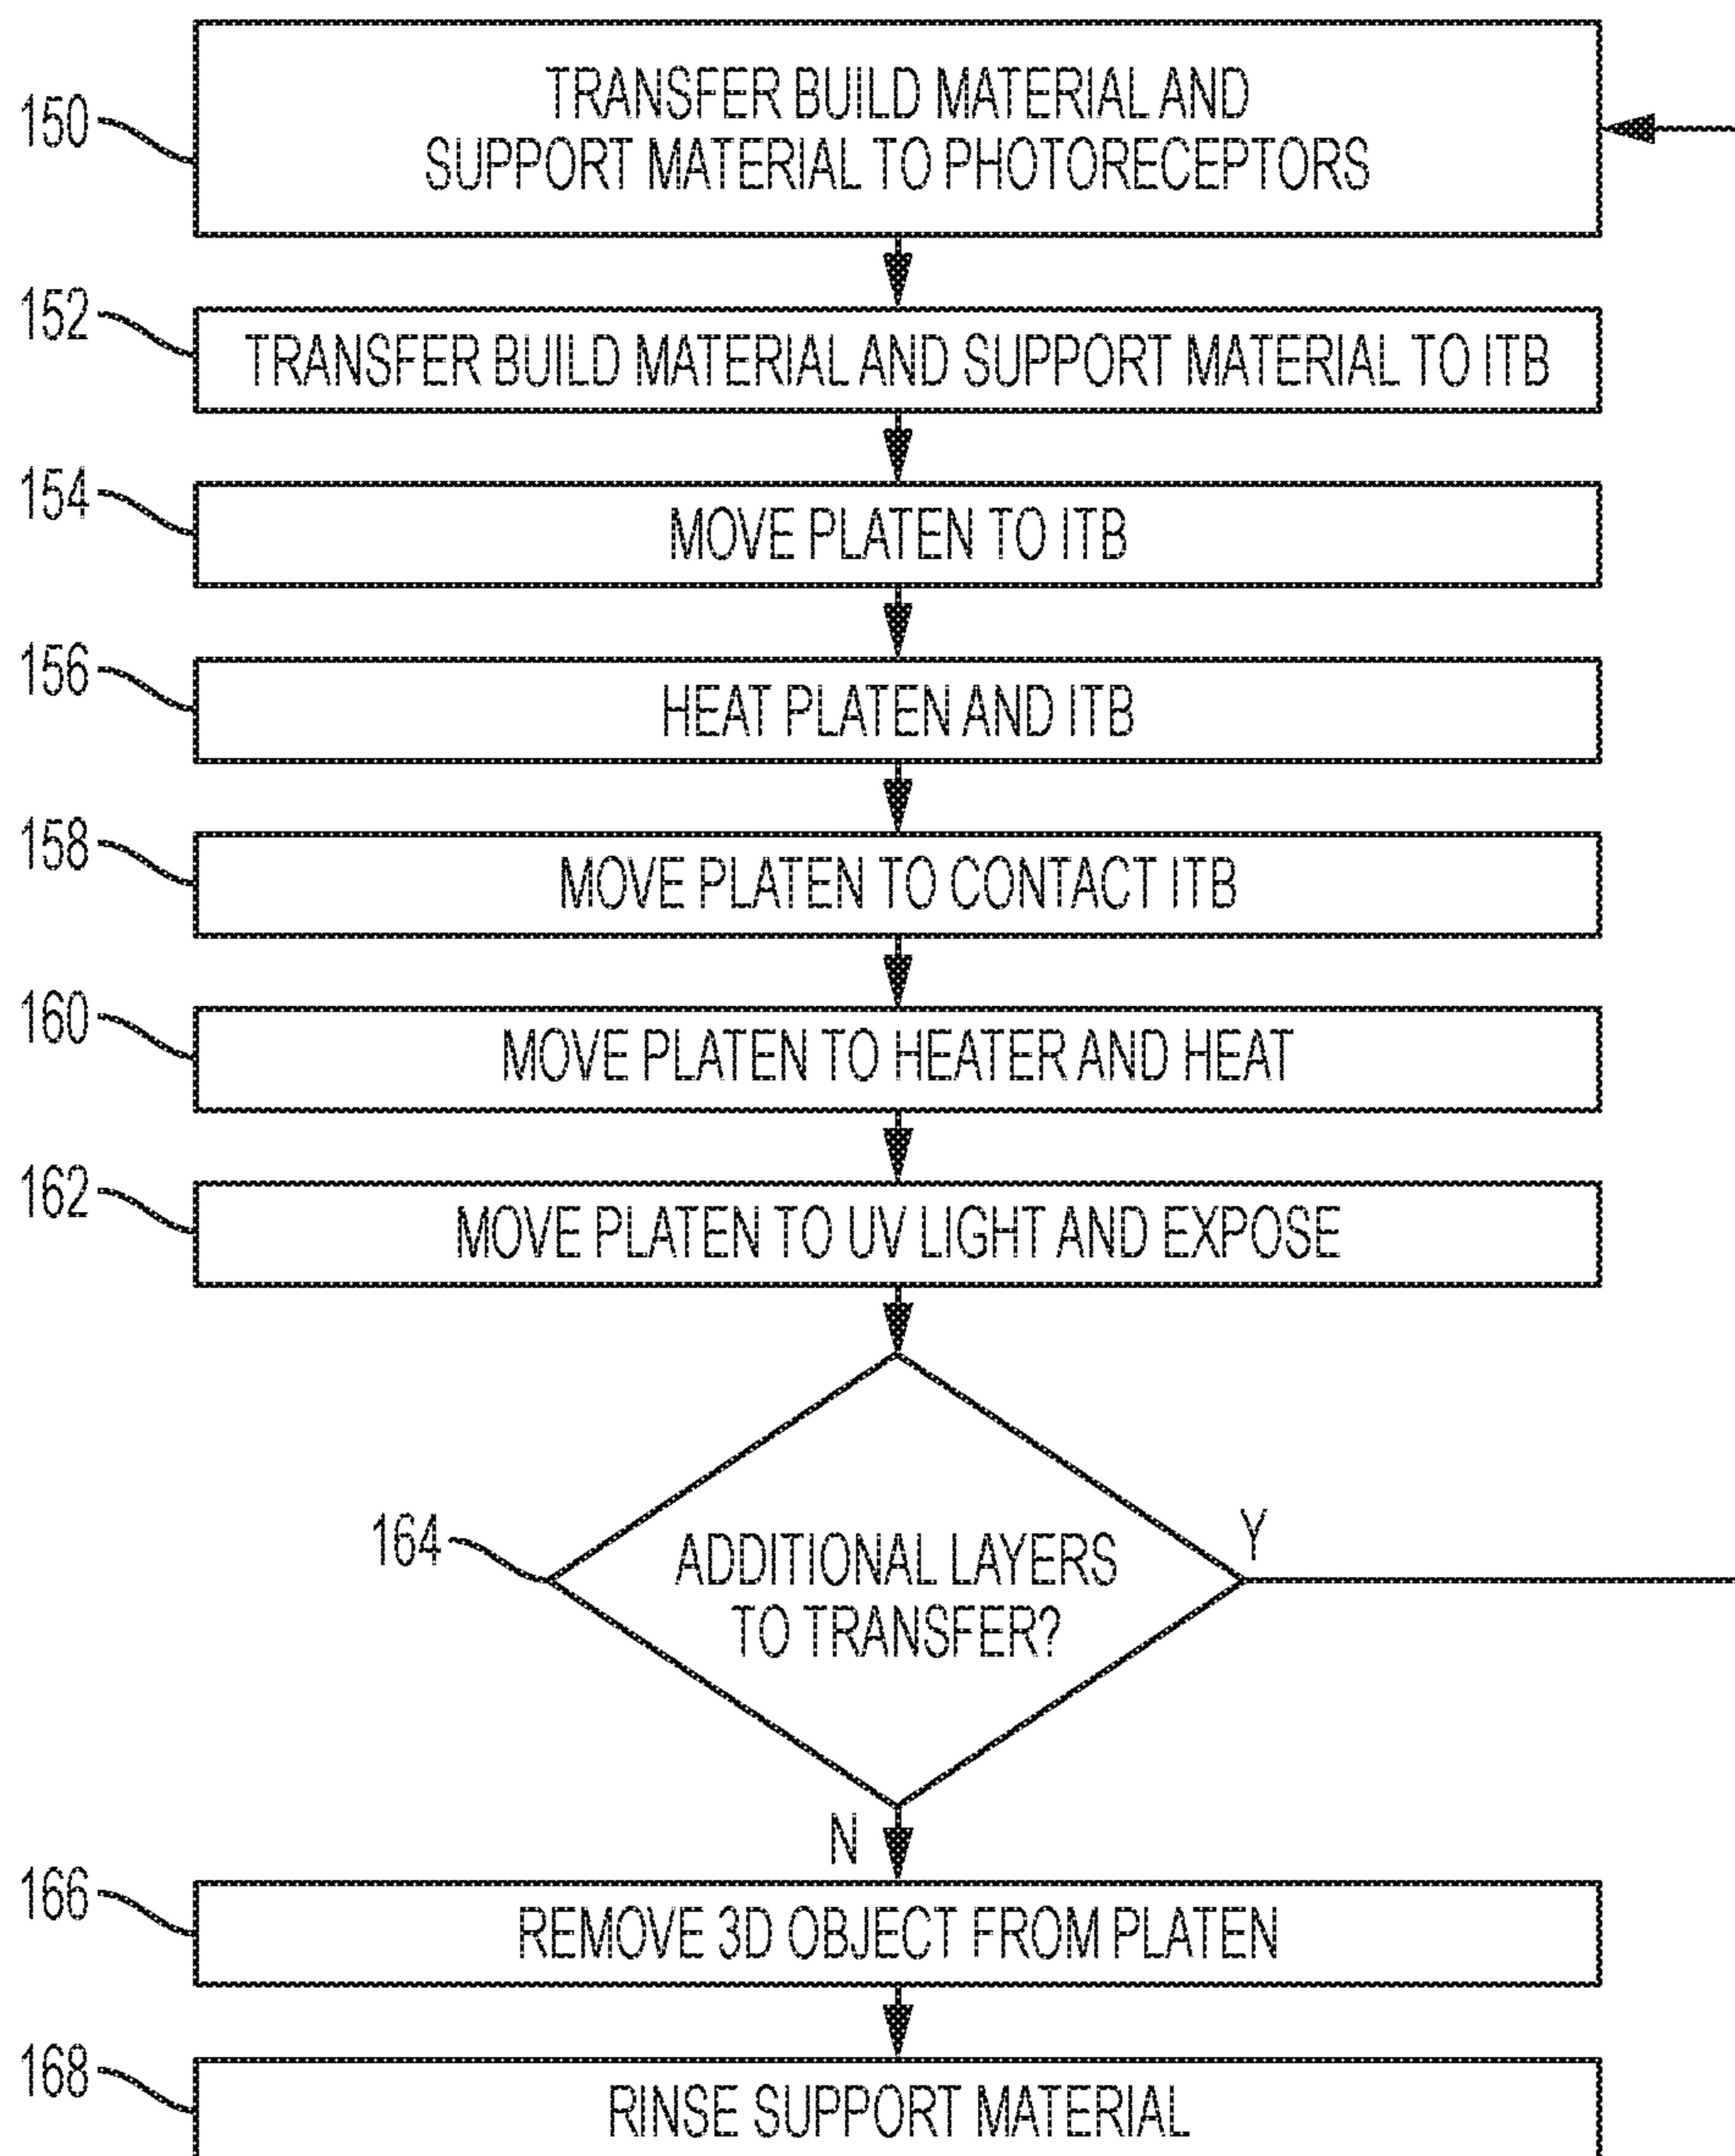 150
TRANSFER BUILD MATERIAL AND
SUPPORT MATERIAL TO PHOTORECEPTORS
152
TRANSFER BUILD MATERIAL AND SUPPORT MATERIAL TO ITB
154
MOVE PLATEN TO ITB
156
HEAT PLATEN AND ITB
158
MOVE PLATEN TO CONTACT ITB
160
MOVE PLATEN TO HEATER AND HEAT
162
MOVE PLATEN TO UV LIGHT AND EXPOSE
164
ADDITIONAL LAYERS
TO TRANSFER?
Y
N
166
REMOVE 3D OBJECT FROM PLATEN
168
RINSE SUPPORT MATERIAL